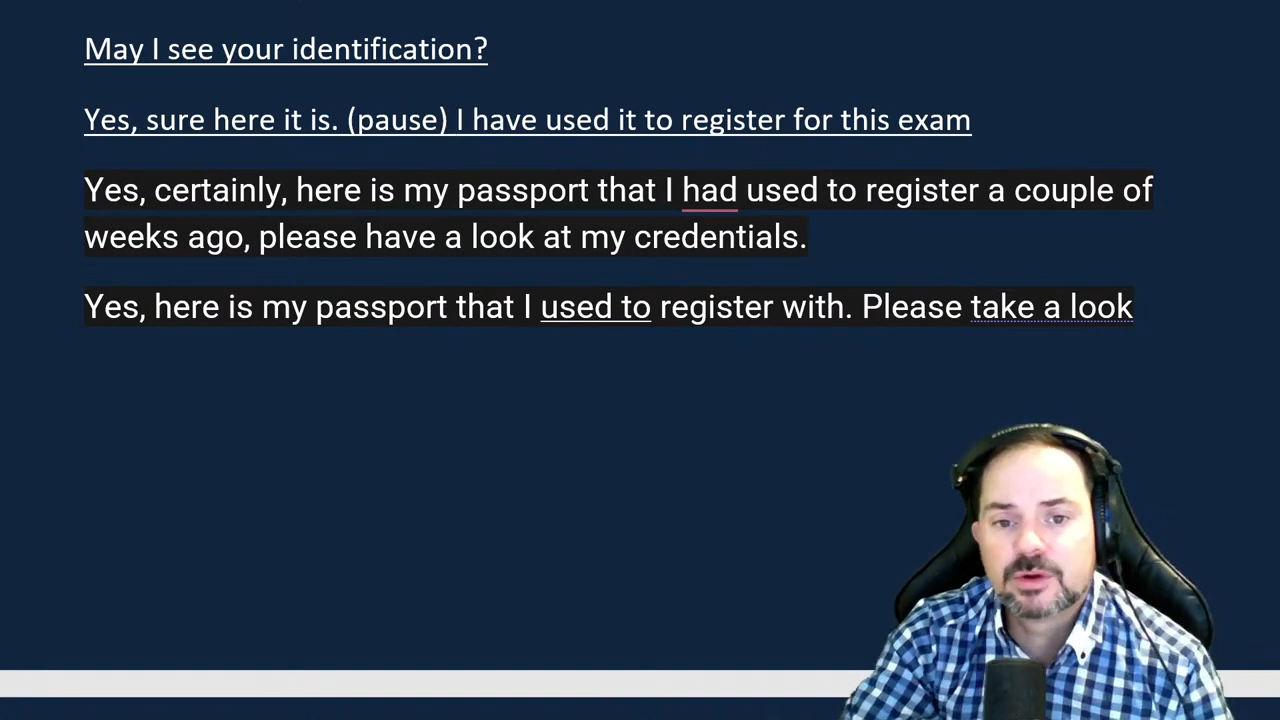 May I see your identification?
Yes, sure here it is. (pause) I have used it to register for this exam
Yes, certainly, here is my passport that I had used to register a couple of
weeks ago, please have a look at my credentials.
Yes, here is my passport that I used to register with. Please take a look